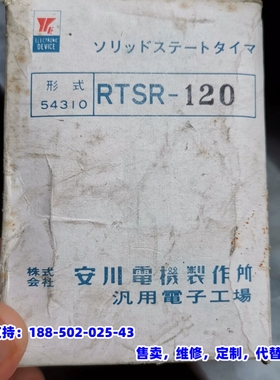 YE
ELECTRONIC
DEVICE
ソリッドステートタイマ
形式
54310
RTSR-120
株式
会社
安川電機製作所
汎用電子工場
支持：188-502-025-43
售卖，维修，定制，代替